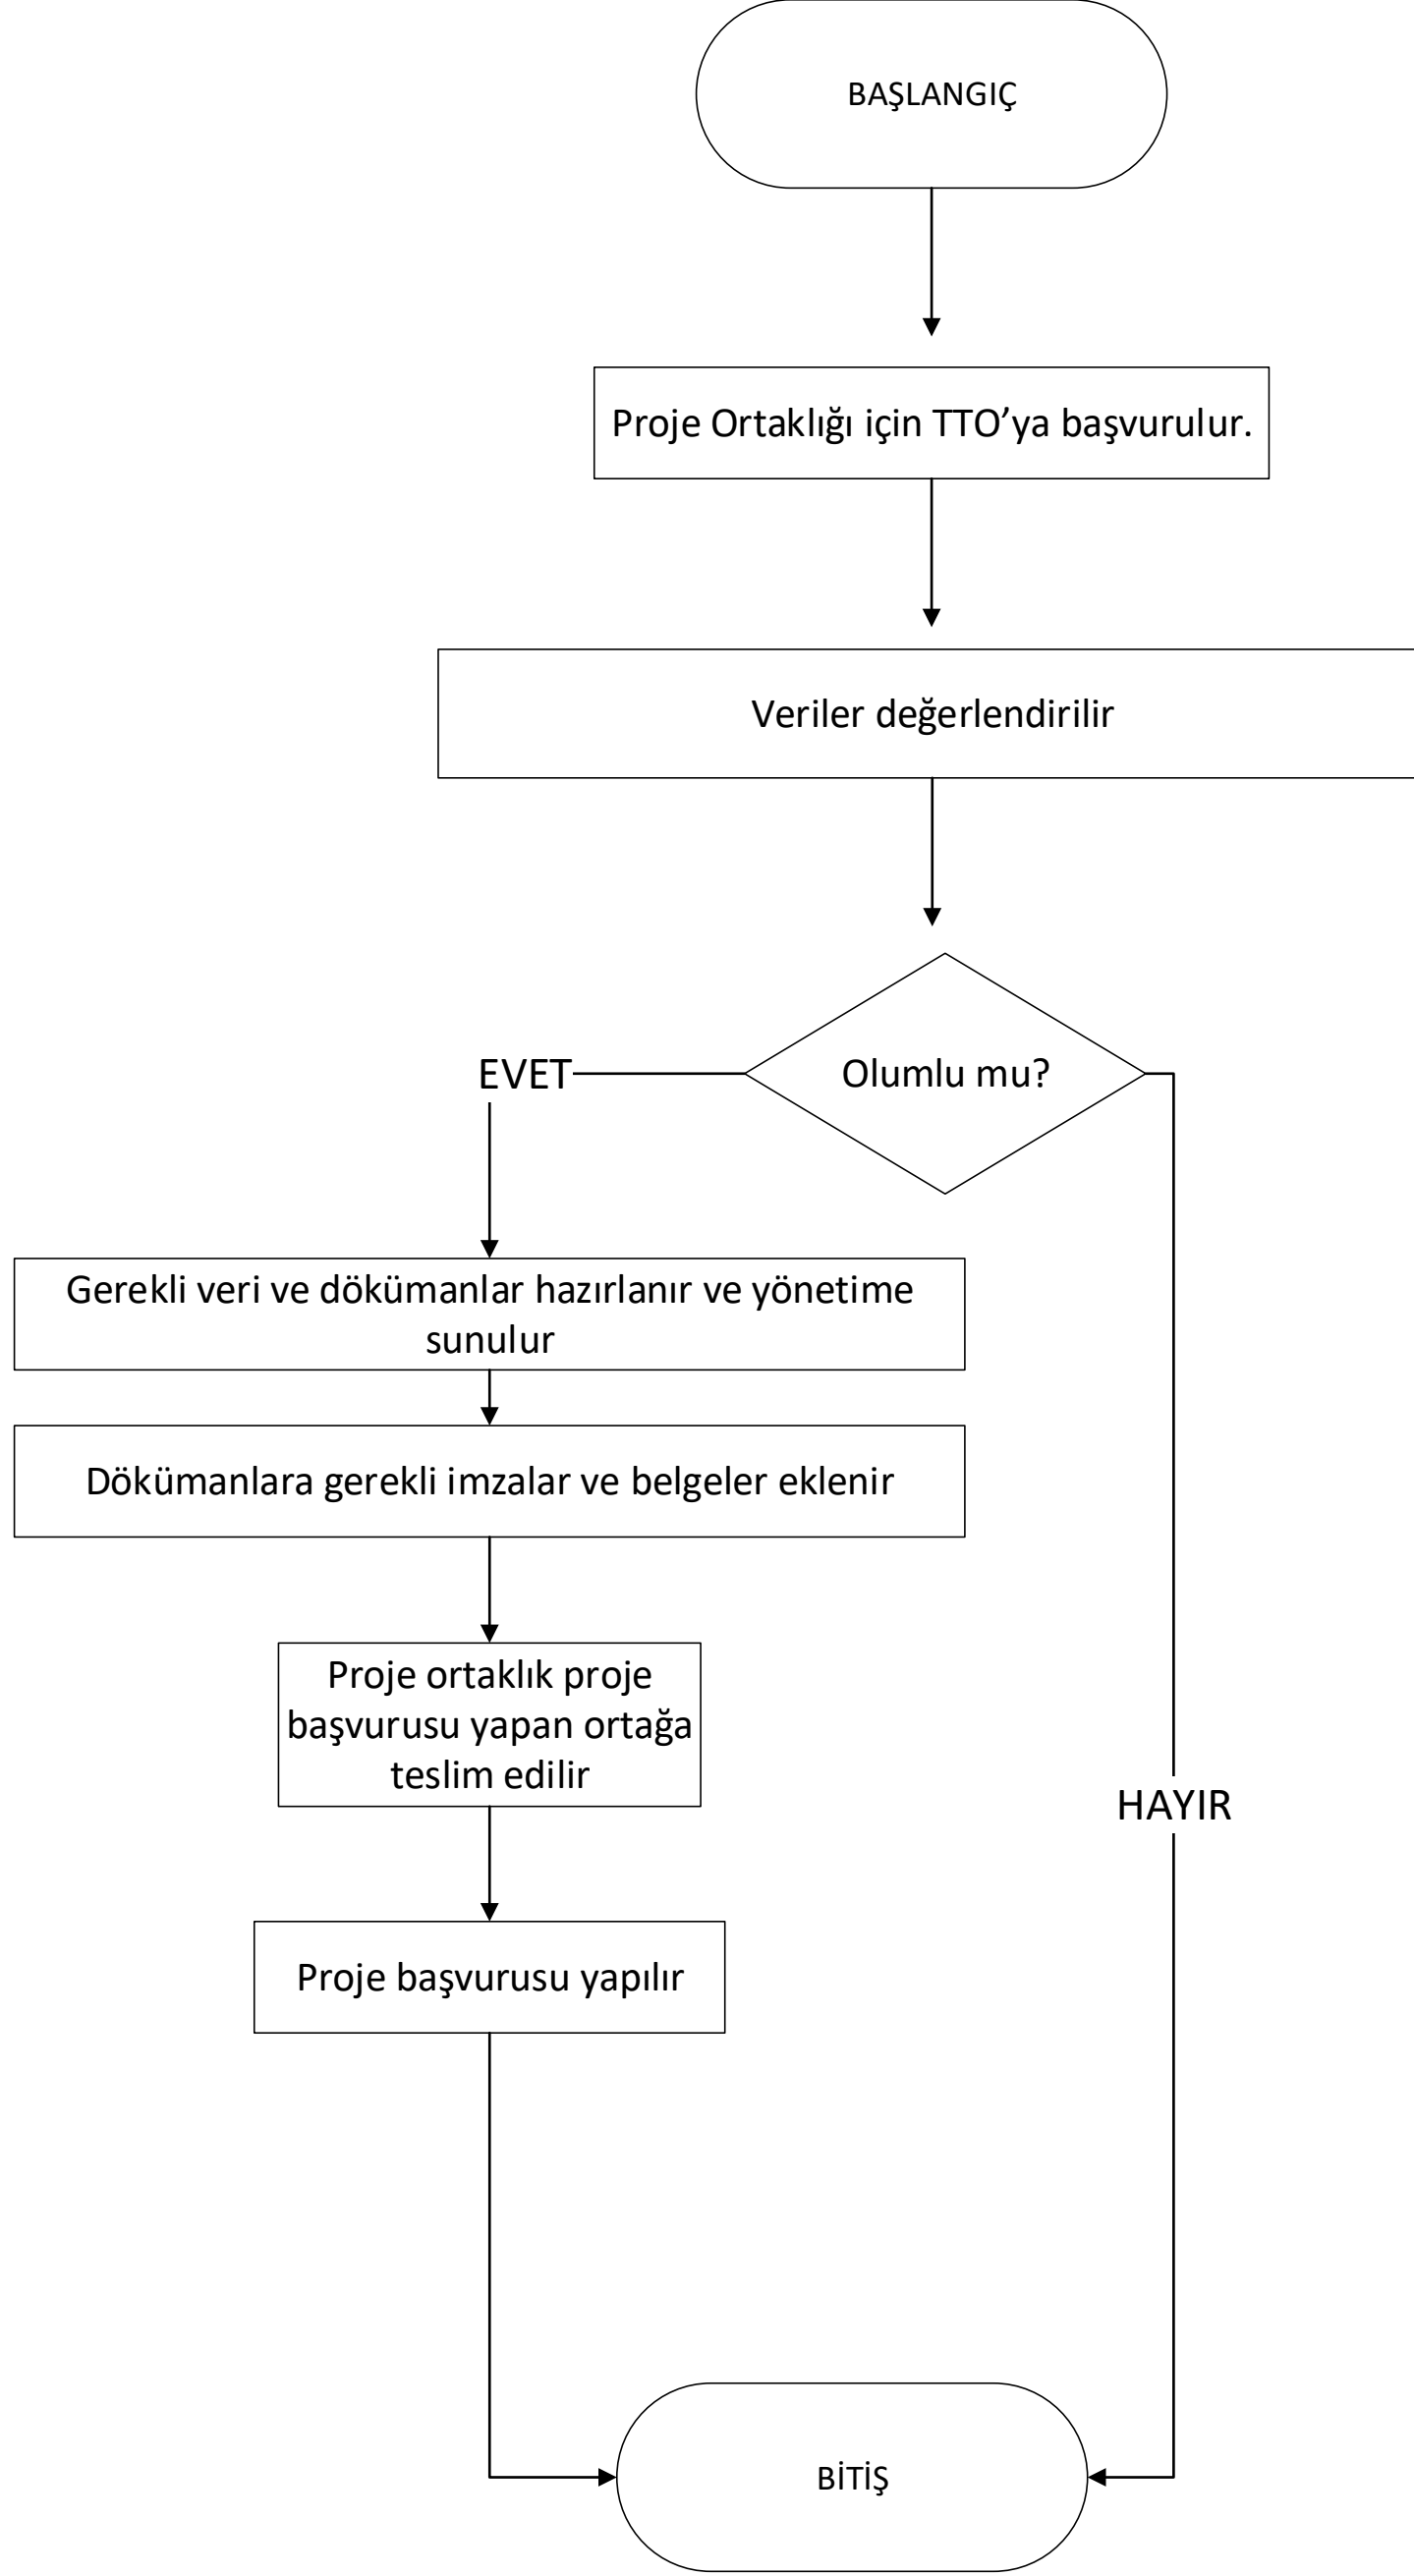 BAŞLANGIÇ
Proje Ortaklığı için TTO’ya başvurulur.
Veriler değerlendirilir
Olumlu mu?
EVET
Gerekli veri ve dökümanlar hazırlanır ve yönetime
sunulur
Dökümanlara gerekli imzalar ve belgeler eklenir
Proje ortaklık proje
başvurusu yapan ortağa
teslim edilir
HAYIR
Proje başvurusu yapılır
BİTİŞ